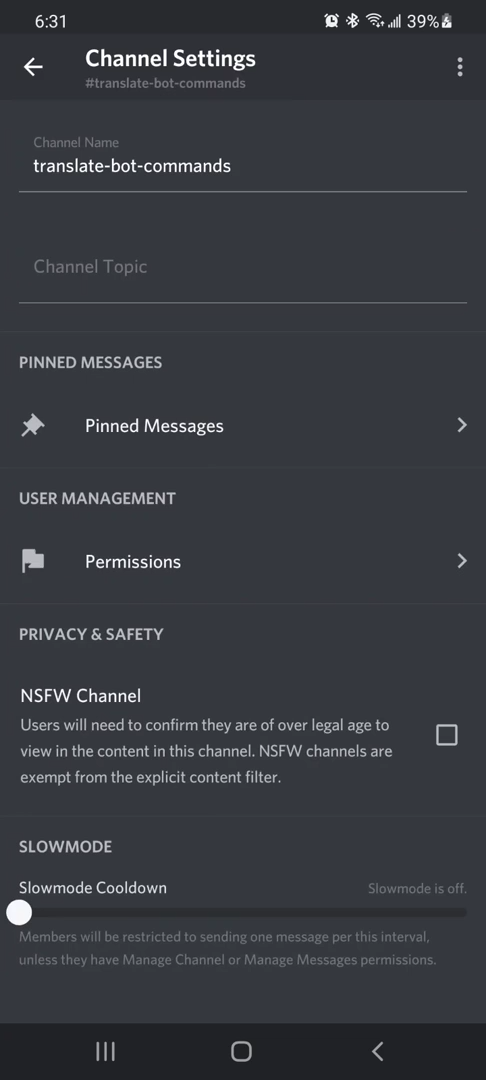 6:31
39%
Channel Settings
#translate-bot-commands
Channel Name
translate-bot-commands
Channel Topic
PINNED MESSAGES
Pinned Messages
USER MANAGEMENT
Permissions
PRIVACY & SAFETY
NSFW Channel
Users will need to confirm they are of over legal age to
view in the content in this channel. NSFW channels are
exempt from the explicit content filter.
SLOWMODE
Slowmode Cooldown
Slowmode is off.
Members will be restricted to sending one message per this interval,
unless they have Manage Channel or Manage Messages permissions.